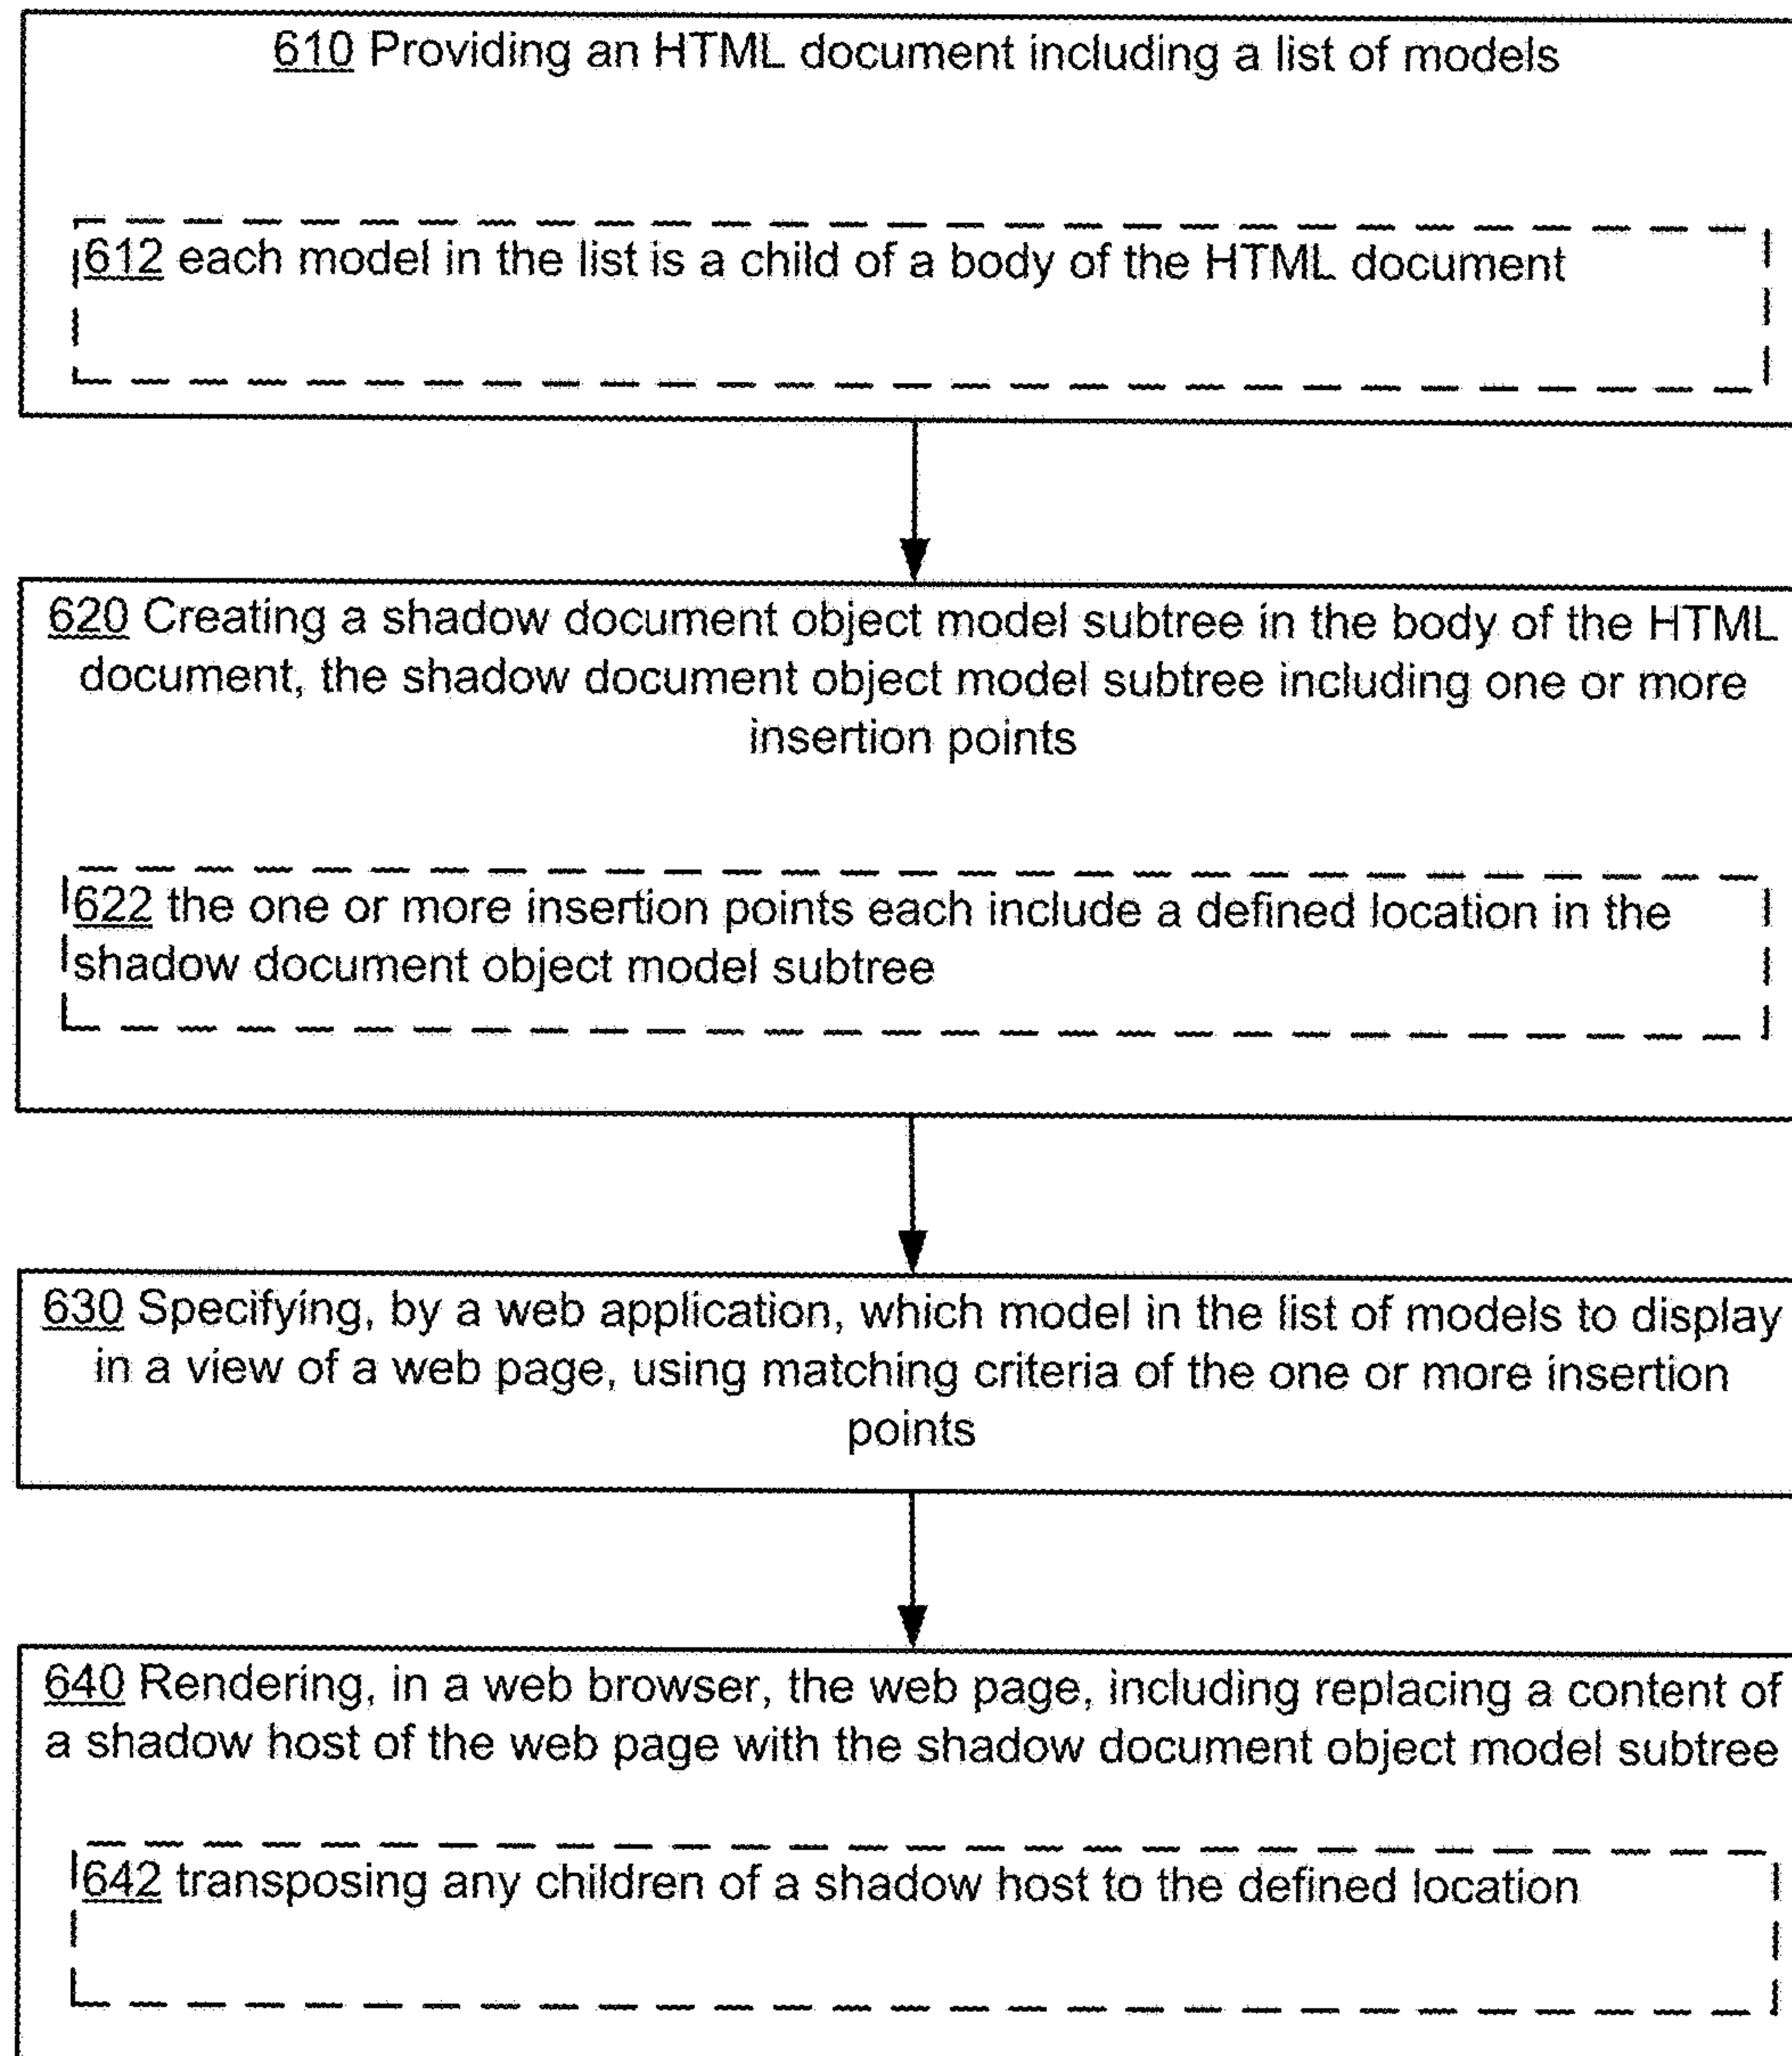 610 Providing an HTML document including a list of models
612 each model in the list is a child of a body of the HTML document
620 Creating a shadow document object model subtree in the body of the HTML
document, the shadow document object model subtree including one or more
insertion points
622 the one or more insertion points each include a defined location in the
shadow document object model subtree
630 Specifying, by a web application, which model in the list of models to display
in a view of a web page, using matching criteria of the one or more insertion
points
640 Rendering, in a web browser, the web page, including replacing a content of
a shadow host of the web page with the shadow document object model subtree
642 transposing any children of a shadow host to the defined location